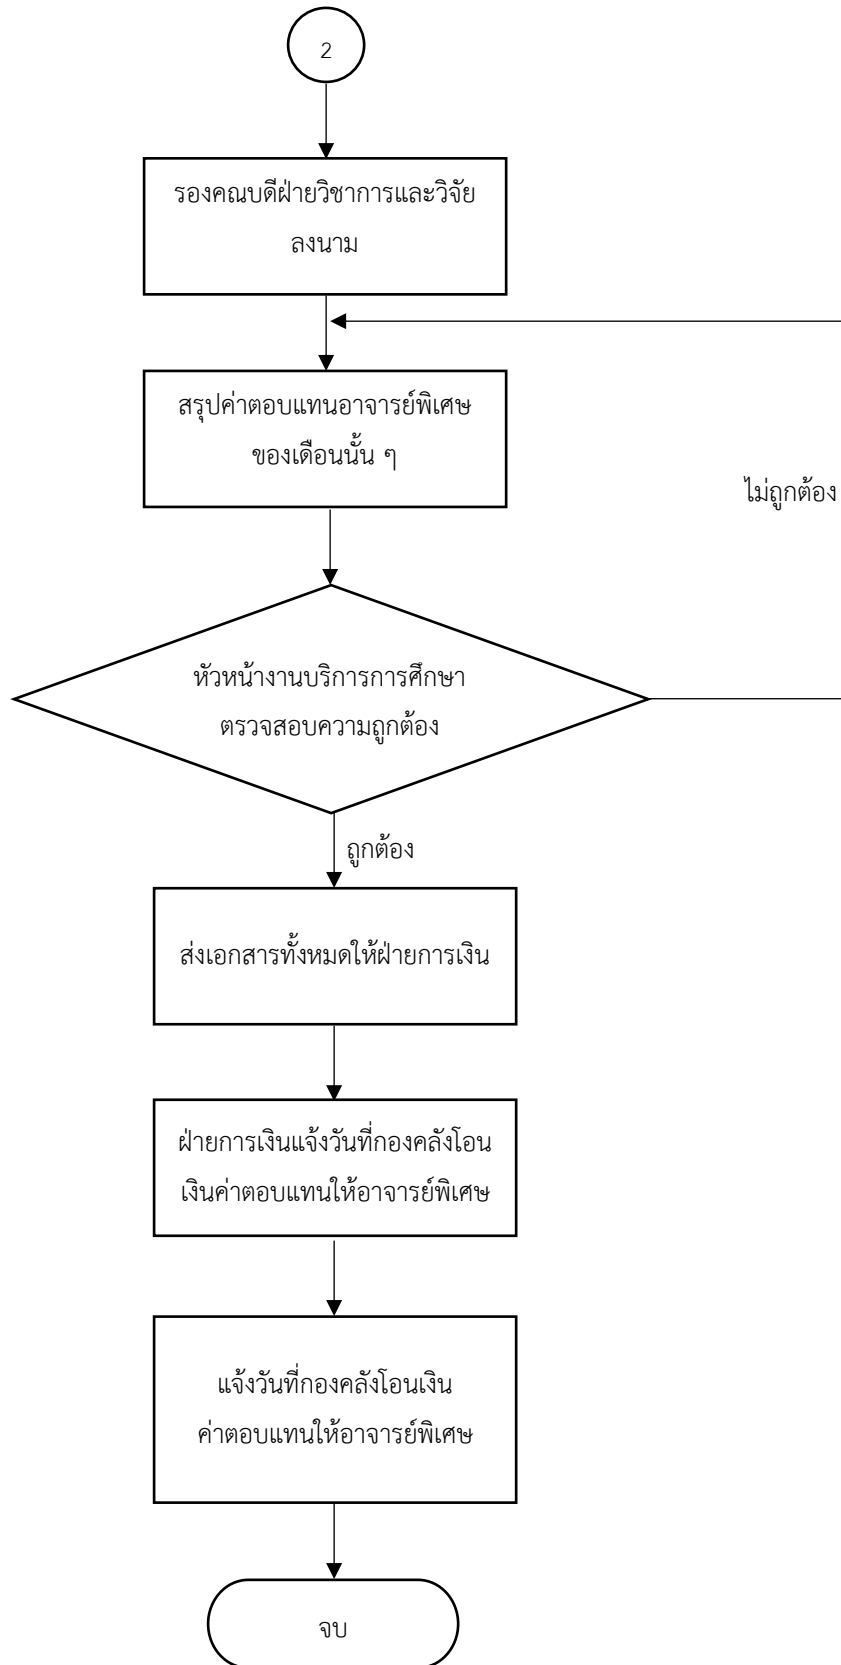 2
รองคณบดีฝ่ายวิชาการและวิจัย
ลงนาม
สรุปค่าตอบแทนอาจารย์พิเศษ
ของเดือนนั้น ๆ
ไม่ถูกต้อง
หัวหน้างานบริการการศึกษา
ตรวจสอบความถูกต้อง
ถูกต้อง
ส่งเอกสารทั้งหมดให้ฝ่ายการเงิน
ฝ่ายการเงินแจ้งวันที่กองคลังโอน
เงินค่าตอบแทนให้อาจารย์พิเศษ
แจ้งวันที่กองคลังโอนเงิน
ค่าตอบแทนให้อาจารย์พิเศษ
จบ